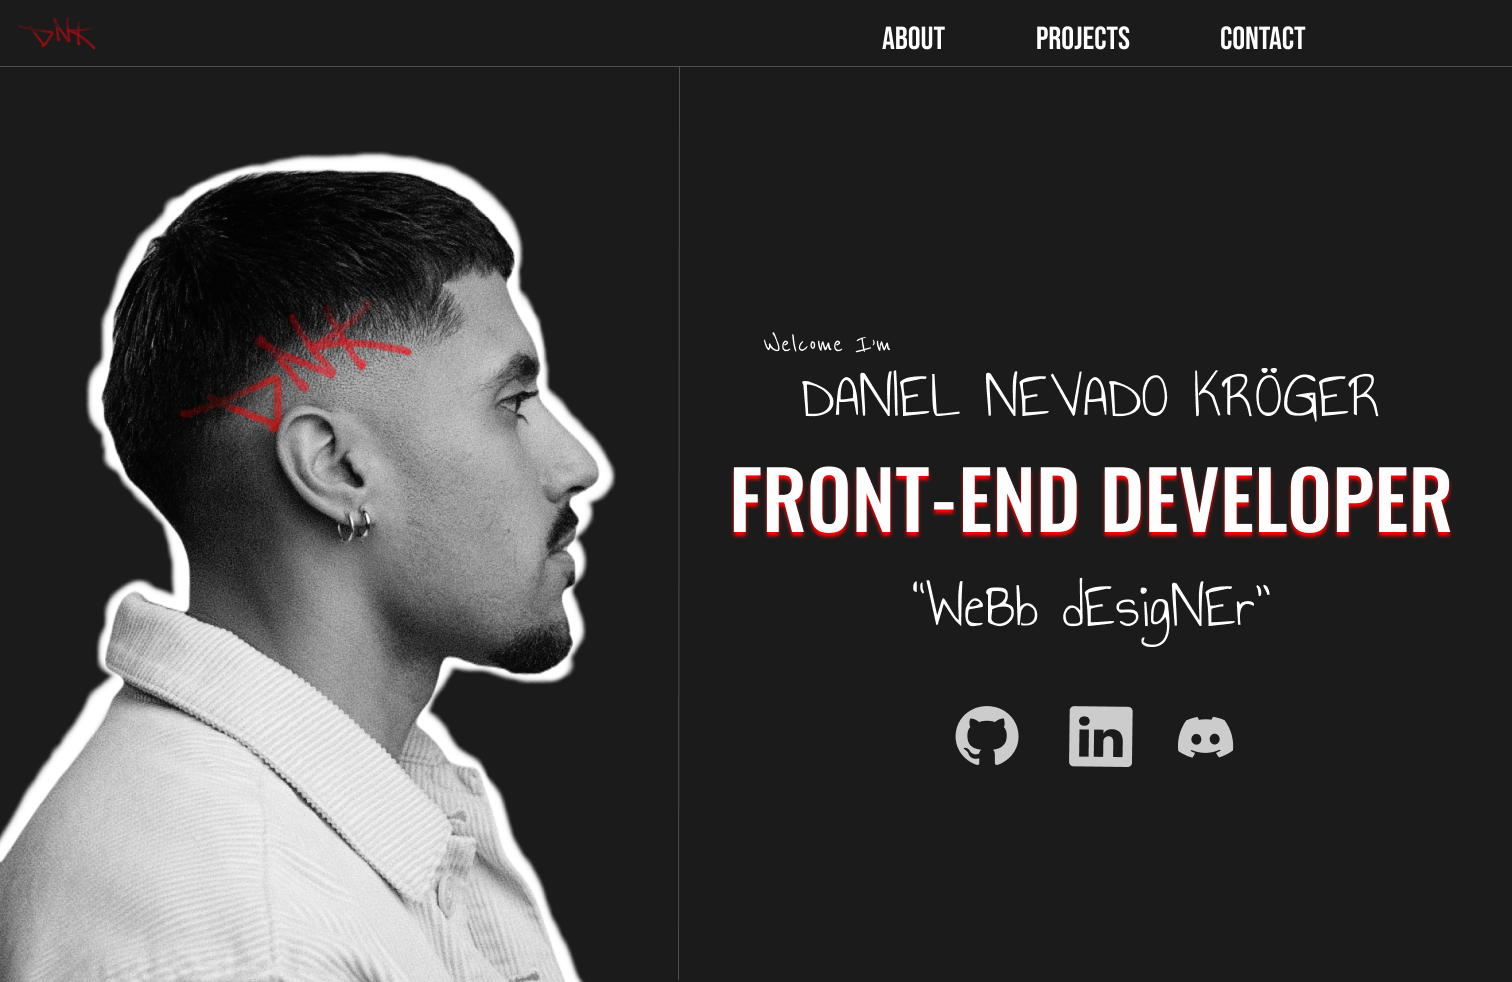 DNK
ABOUT PROJECTS CONTACT
DNK
Welcome I'm
DANIEL NEVADO KRÖGER
FRONT-END DEVELOPER
"WeBb dEsigNEr"
in